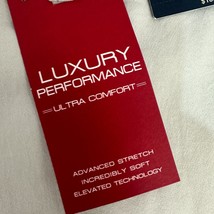 LUXURY
PERFORMANCE
ULTRA COMFORT
ADVANCED STRETCH
INCREDIBLY SOFT
ELEVATED TECHNOLOGY